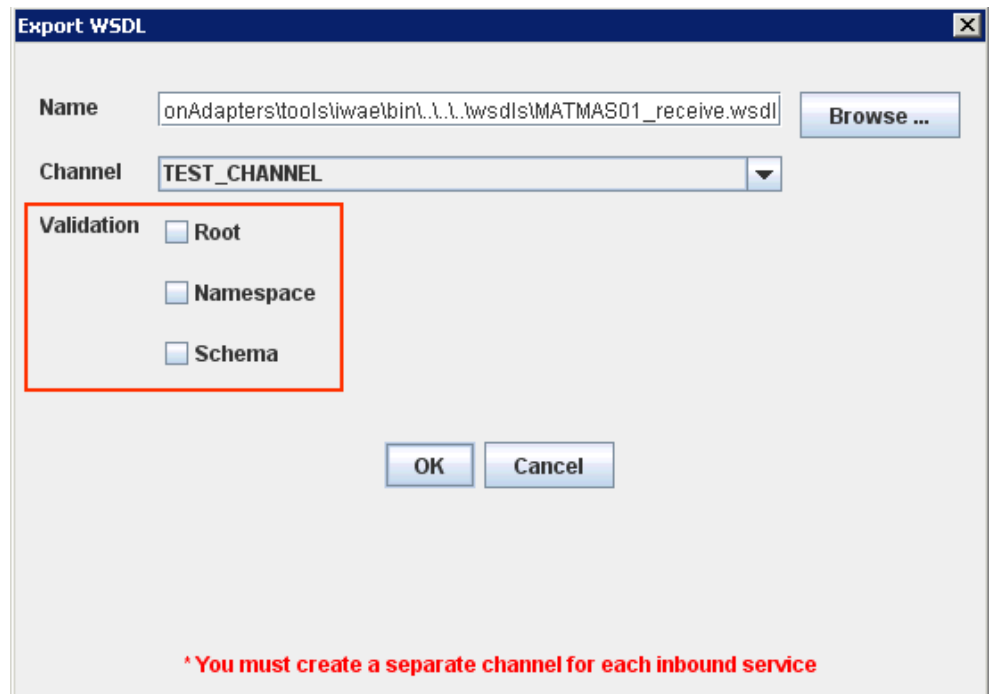 Export WSDL
Name onAdapters\tools\iwae\bin\..\..\..\wsdls\MATMAS01_receive.wsdl Browse ...
Channel TEST_CHANNEL
Validation Root
Namespace
Schema
OK Cancel
* You must create a separate channel for each inbound service